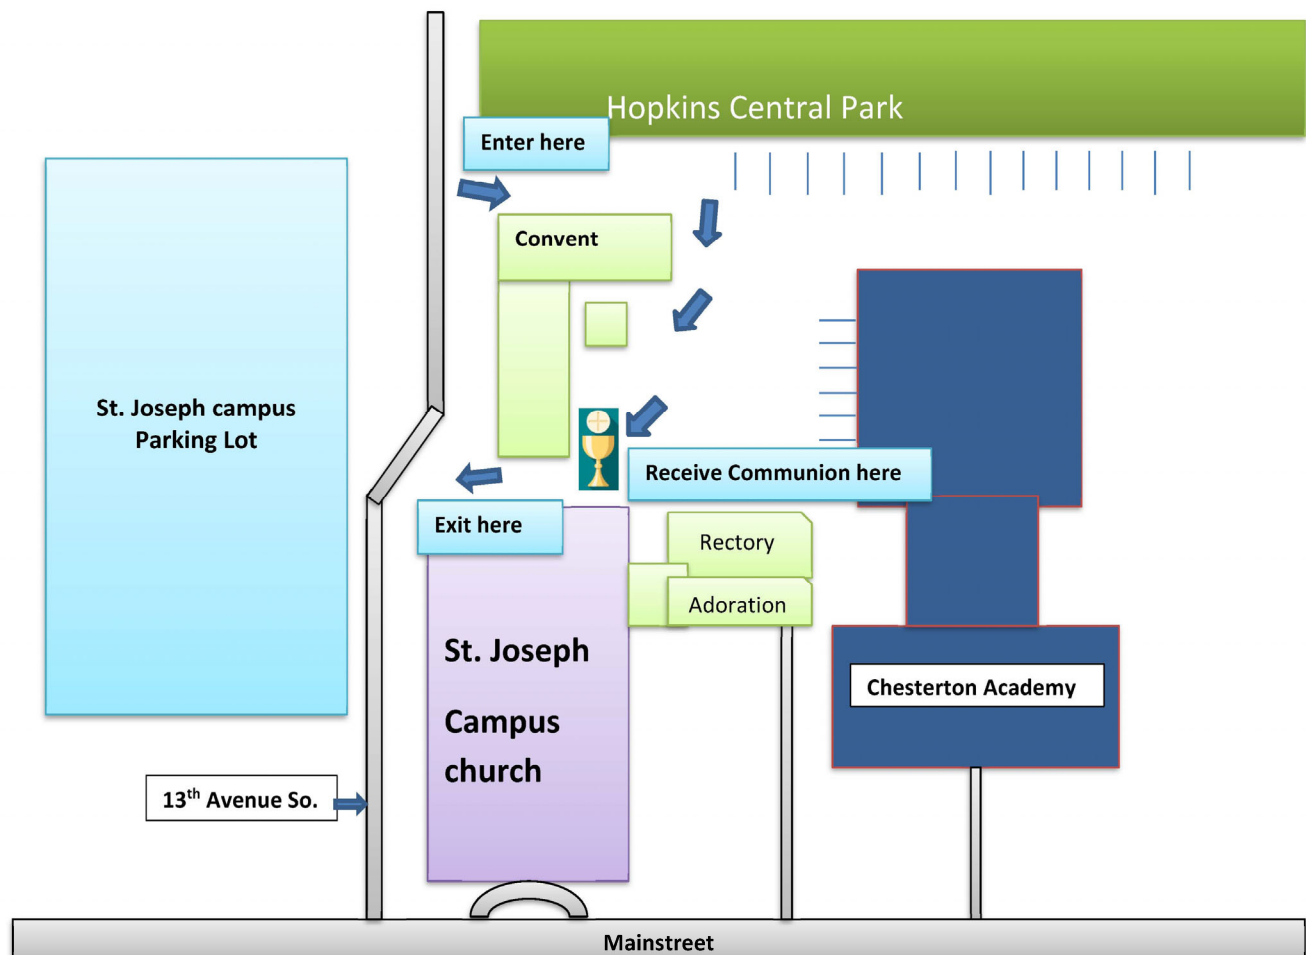 Hopkins Central Park
Enter here
Convent
St. Joseph campus
Parking Lot
Receive Communion here
Exit here
Rectory
Adoration
St. Joseph
Campus
church
Chesterton Academy
13th Avenue So.
Mainstreet